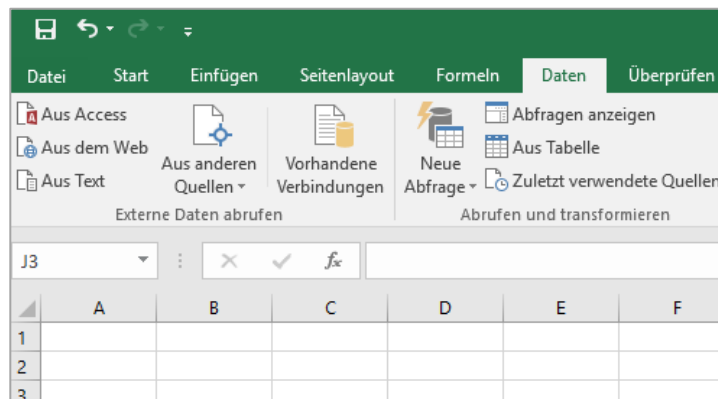 Datei Start Einfügen Seitenlayout Formeln Daten Überprüfen
Aus Access
Aus dem Web
Aus Text
Aus anderen
Quellen
Vorhandene
Verbindungen
Externe Daten abrufen
Neue
Abfrage
Abfragen anzeigen
Aus Tabelle
Zuletzt verwendete Quellen
Abrufen und transformieren
J3 fx
A B C D E F
1
2
3